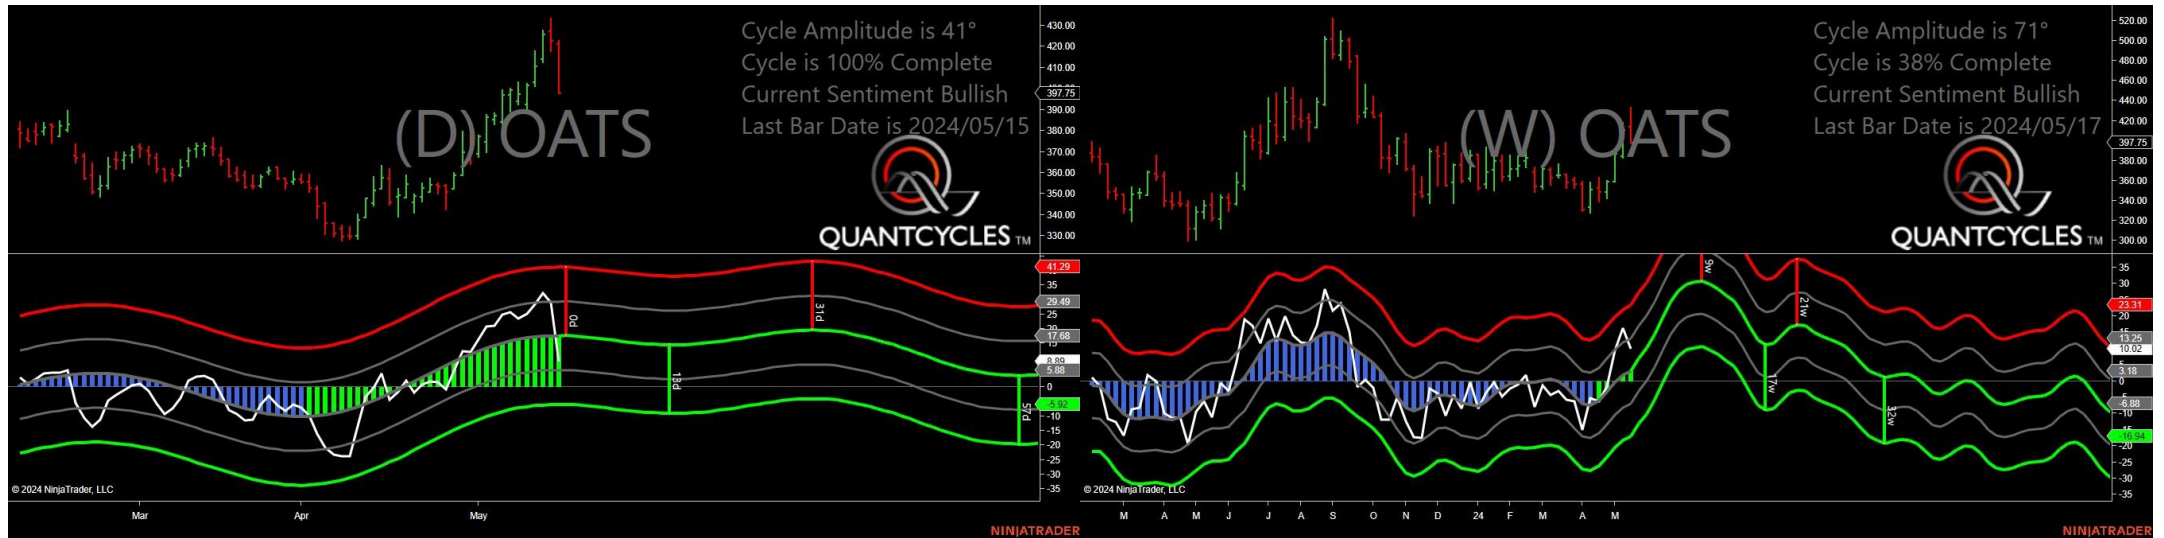 Cycle Amplitude is 41°
Cycle is 100% Complete
Current Sentiment Bullish
Last Bar Date is 2024/05/15
(D) OATS
QUANTCYCLES TM
430.00
420.00
410.00
397.75
390.00
380.00
370.00
360.00
350.00
340.00
330.00
41.29
35
29.49
25
17.68
15
8.89
5.88
0
-5.92
-10
-15
-20
-25
-30
-35
0d
13d
31d
57d
© 2024 NinjaTrader, LLC
Mar Apr May
NINJATRADER
Cycle Amplitude is 71°
Cycle is 38% Complete
Current Sentiment Bullish
Last Bar Date is 2024/05/17
(W) OATS
QUANTCYCLES TM
520.00
500.00
480.00
460.00
440.00
420.00
397.75
380.00
360.00
340.00
320.00
300.00
35
30
23.31
20
15
13.25
10.02
3.18
0
-6.88
-10
-16.94
-20
-25
-30
-35
9w
17w
21w
32w
© 2024 NinjaTrader, LLC
M A M J J A S O N D 24 F M A M
NINJATRADER